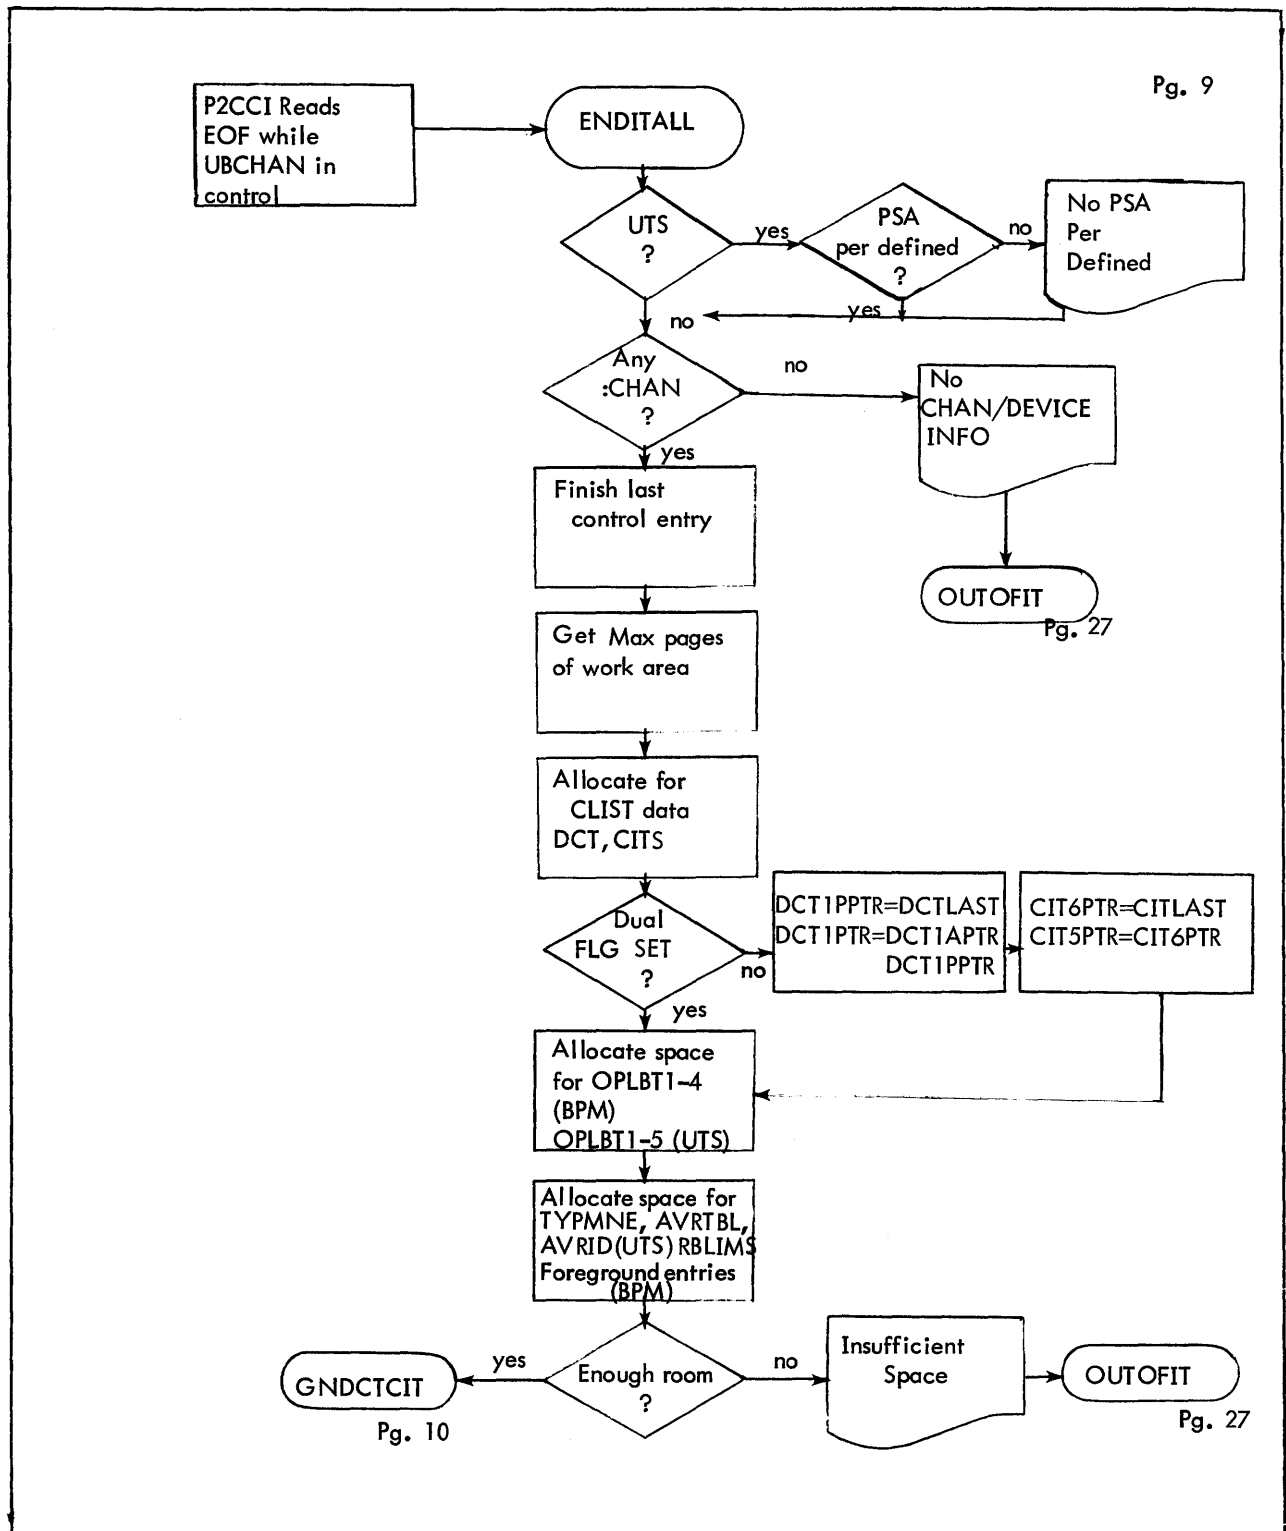 Pg. 9
P2CCI Reads
EOF while
UBCHAN in
control
ENDITALL
UTS
?
yes
PSA
per defined
?
no
No PSA
Per
Defined
yes
no
Any
:CHAN
?
no
No
CHAN/DEVICE
INFO
yes
OUTOFIT
Pg. 27
Finish last
control entry
Get Max pages
of work area
Allocate for
CLIST data
DCT, CITS
Dual
FLG SET
?
no
DCT1PPTR=DCTLAST
DCT1PTR=DCT1APTR
DCT1PPTR
CIT6PTR=CITLAST
CIT5PTR=CIT6PTR
yes
Allocate space
for OPLBT1-4
(BPM)
OPLBT1-5 (UTS)
Allocate space for
TYPMNE, AVRTBL,
AVRID(UTS) RBLIMS
Foreground entries
(BPM)
Enough room
?
yes
GNDCTCIT
Pg. 10
no
Insufficient
Space
OUTOFIT
Pg. 27